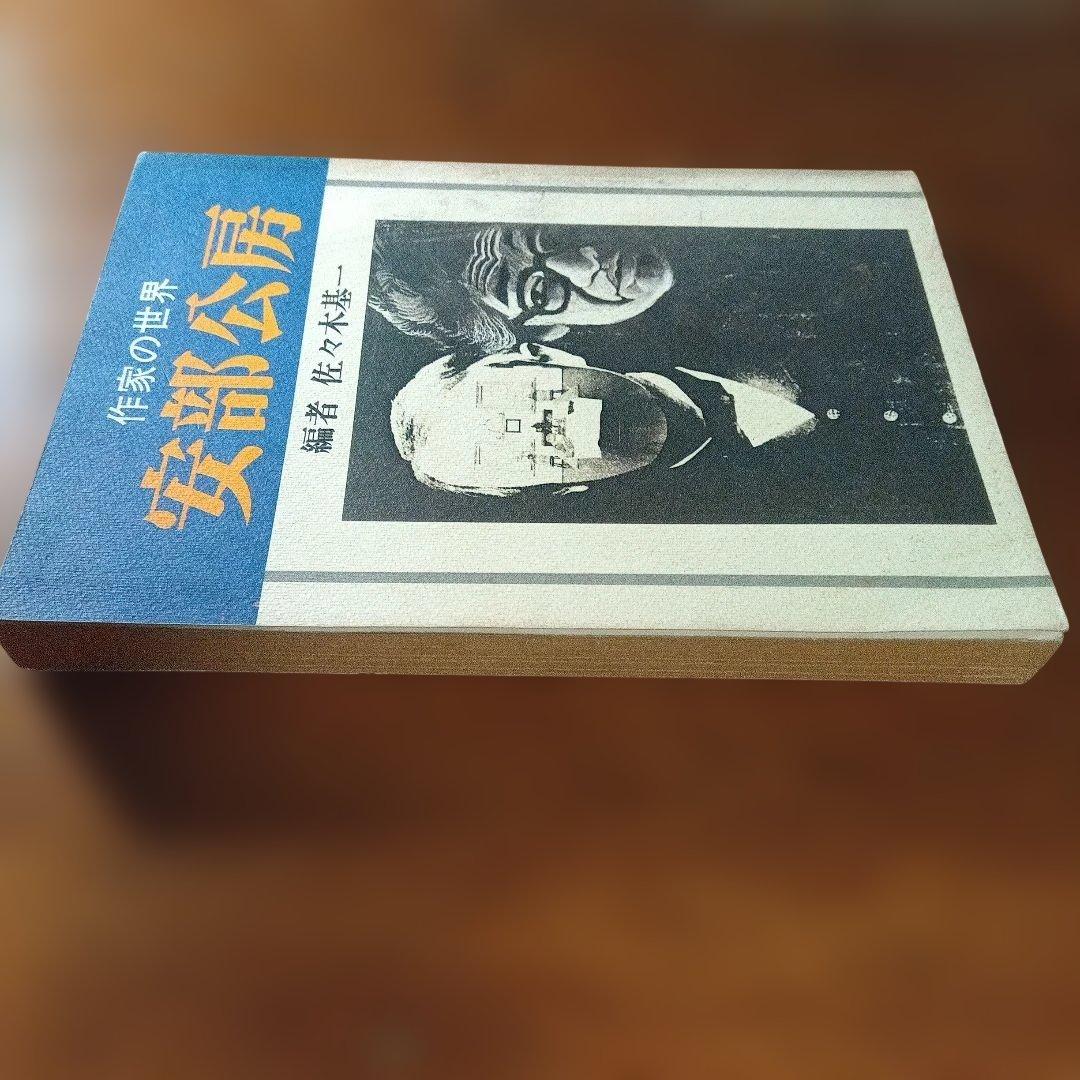 作家の世界
安部公房
編者 佐々木基一